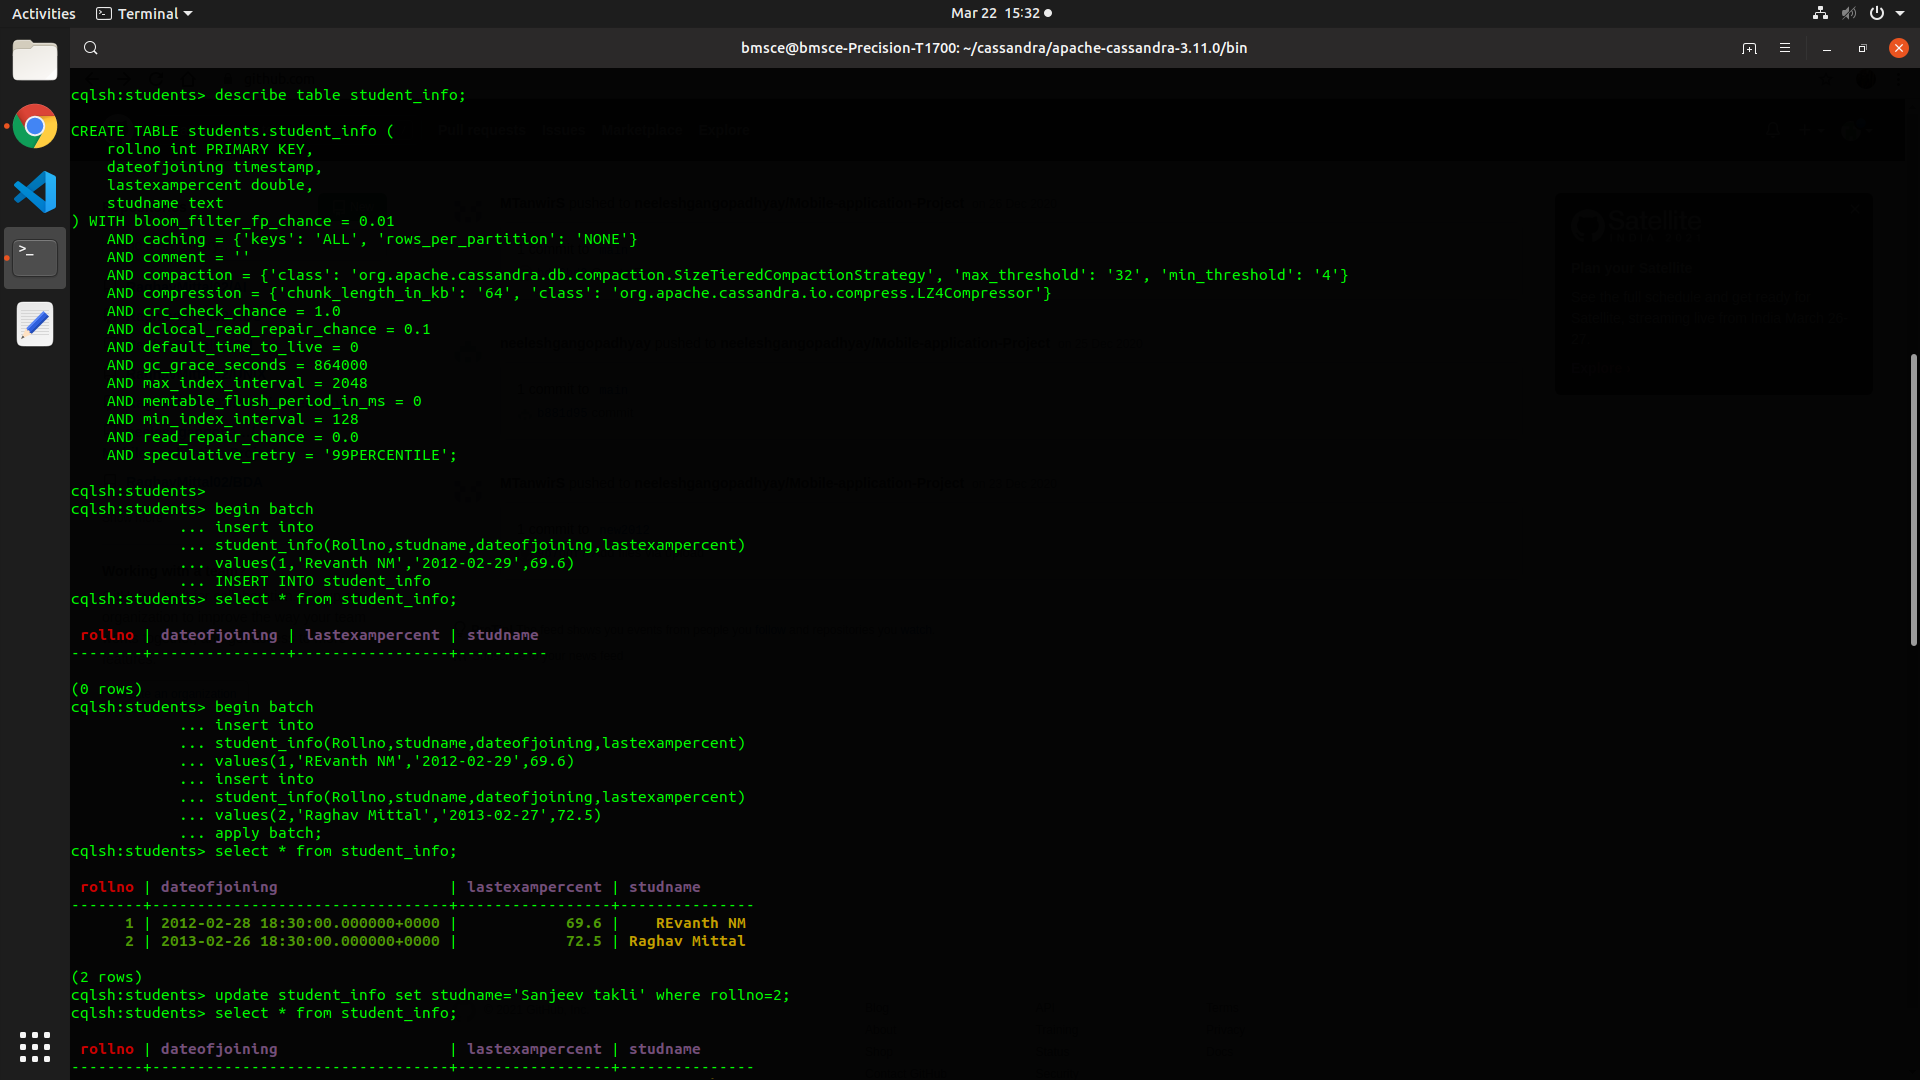 Activities Terminal Mar 22 15:32
bmsce@bmsce-Precision-T1700: ~/cassandra/apache-cassandra-3.11.0/bin
cqlsh:students> describe table student_info;
CREATE TABLE students.student_info (
    rollno int PRIMARY KEY,
    dateofjoining timestamp,
    lastexampercent double,
    studname text
) WITH bloom_filter_fp_chance = 0.01
    AND caching = {'keys': 'ALL', 'rows_per_partition': 'NONE'}
    AND comment = ''
    AND compaction = {'class': 'org.apache.cassandra.db.compaction.SizeTieredCompactionStrategy', 'max_threshold': '32', 'min_threshold': '4'}
    AND compression = {'chunk_length_in_kb': '64', 'class': 'org.apache.cassandra.io.compress.LZ4Compressor'}
    AND crc_check_chance = 1.0
    AND dclocal_read_repair_chance = 0.1
    AND default_time_to_live = 0
    AND gc_grace_seconds = 864000
    AND max_index_interval = 2048
    AND memtable_flush_period_in_ms = 0
    AND min_index_interval = 128
    AND read_repair_chance = 0.0
    AND speculative_retry = '99PERCENTILE';
cqlsh:students>
cqlsh:students> begin batch
            ... insert into
            ... student_info(Rollno,studname,dateofjoining,lastexampercent)
            ... values(1,'Revanth NM','2012-02-29',69.6)
            ... INSERT INTO student_info
cqlsh:students> select * from student_info;
 rollno | dateofjoining | lastexampercent | studname
--------+---------------+-----------------+----------
(0 rows)
cqlsh:students> begin batch
            ... insert into
            ... student_info(Rollno,studname,dateofjoining,lastexampercent)
            ... values(1,'REvanth NM','2012-02-29',69.6)
            ... insert into
            ... student_info(Rollno,studname,dateofjoining,lastexampercent)
            ... values(2,'Raghav Mittal','2013-02-27',72.5)
            ... apply batch;
cqlsh:students> select * from student_info;
 rollno | dateofjoining                   | lastexampercent | studname
--------+---------------------------------+-----------------+---------------
      1 | 2012-02-28 18:30:00.000000+0000 |            69.6 |    REvanth NM
      2 | 2013-02-26 18:30:00.000000+0000 |            72.5 | Raghav Mittal
(2 rows)
cqlsh:students> update student_info set studname='Sanjeev takli' where rollno=2;
cqlsh:students> select * from student_info;
 rollno | dateofjoining                   | lastexampercent | studname
--------+---------------------------------+-----------------+---------------